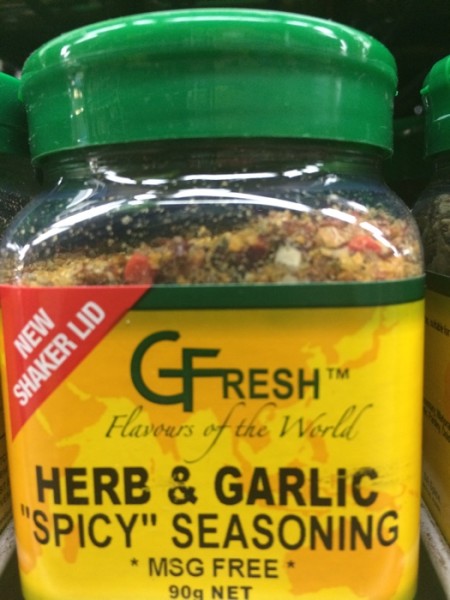 NEW
SHAKER LID
GFRESH™
Flavours of the World
HERB & GARLiC
"SPICY" SEASONING
* MSG FREE *
90g NET